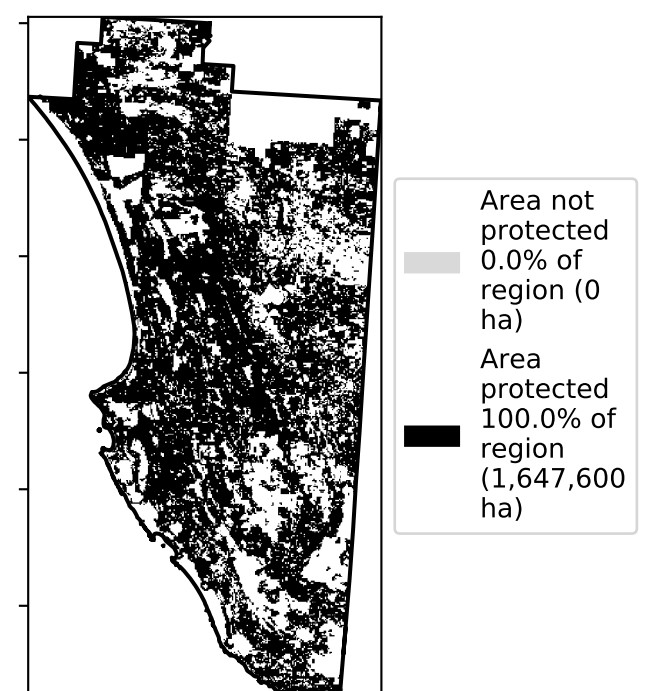 Area not
protected
0.0% of
region (0
ha)
Area
protected
100.0% of
region
(1,647,600
ha)